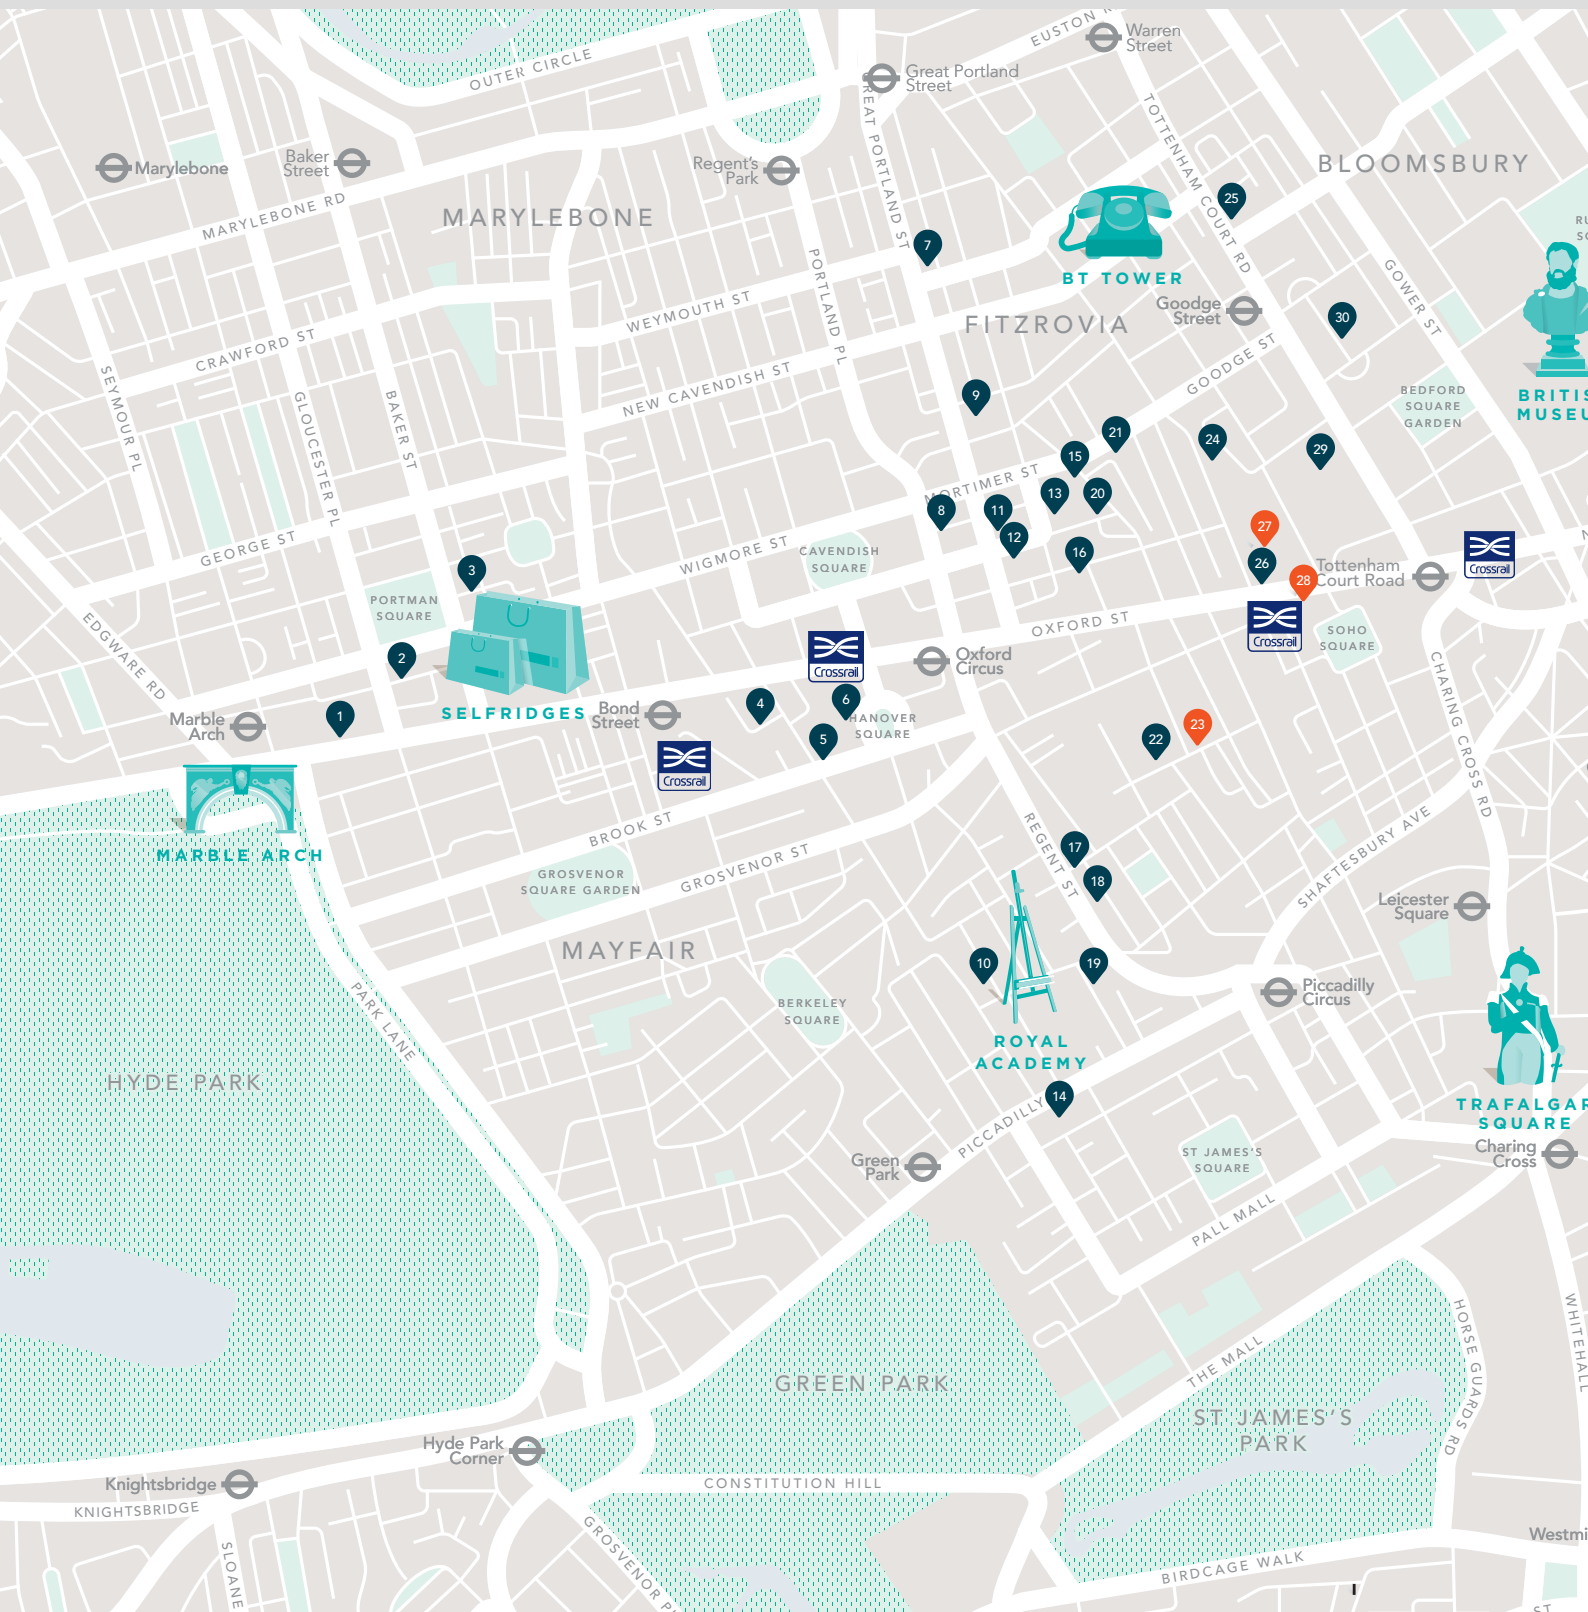 EUSTON
Warren
Street
OUTER CIRCLE
Great Portland
Street
GREAT PORTLAND ST
TOTTENHAM COURT RD
BLOOMSBURY
Marylebone
Baker
Street
Regent's
Park
MARYLEBONE RD
MARYLEBONE
25
7
BT TOWER
PORTLAND PL
GOWER ST
WEYMOUTH ST
Goodge
Street
FITZROVIA
30
CRAWFORD ST
GOODGE ST
SEYMOUR PL
GLOUCESTER PL
BAKER ST
NEW CAVENDISH ST
9
BEDFORD
SQUARE
GARDEN
BRITIS
MUSEU
21
24
29
15
MORTIMER ST
13
20
8
11
12
16
27
GEORGE ST
WIGMORE ST
CAVENDISH
SQUARE
26
Tottenham
Court Road
28
Crossrail
3
PORTMAN
SQUARE
EDGWARE RD
OXFORD ST
Crossrail
SOHO
SQUARE
2
Crossrail
Oxford
Circus
CHARING CROSS RD
SELFRIDGES
Bond
Street
4
6
HANOVER
SQUARE
1
Marble
Arch
5
22
23
Crossrail
BROOK ST
REGENT ST
SHAFTESBURY AVE
MARBLE ARCH
GROSVENOR ST
17
GROSVENOR
SQUARE GARDEN
18
Leicester
Square
MAYFAIR
10
19
Piccadilly
Circus
BERKELEY
SQUARE
PARK LANE
ROYAL
ACADEMY
HYDE PARK
14
TRAFALGAR
SQUARE
PICCADILLY
Charing
Cross
Green
Park
ST JAMES'S
SQUARE
PALL MALL
WHITEHALL
HORSE GUARDS RD
THE MALL
GREEN PARK
ST JAMES'S
PARK
Hyde Park
Corner
Knightsbridge
CONSTITUTION HILL
KNIGHTSBRIDGE
GROSVENOR P
SLOANE
Westmi
BIRDCAGE WALK
ST